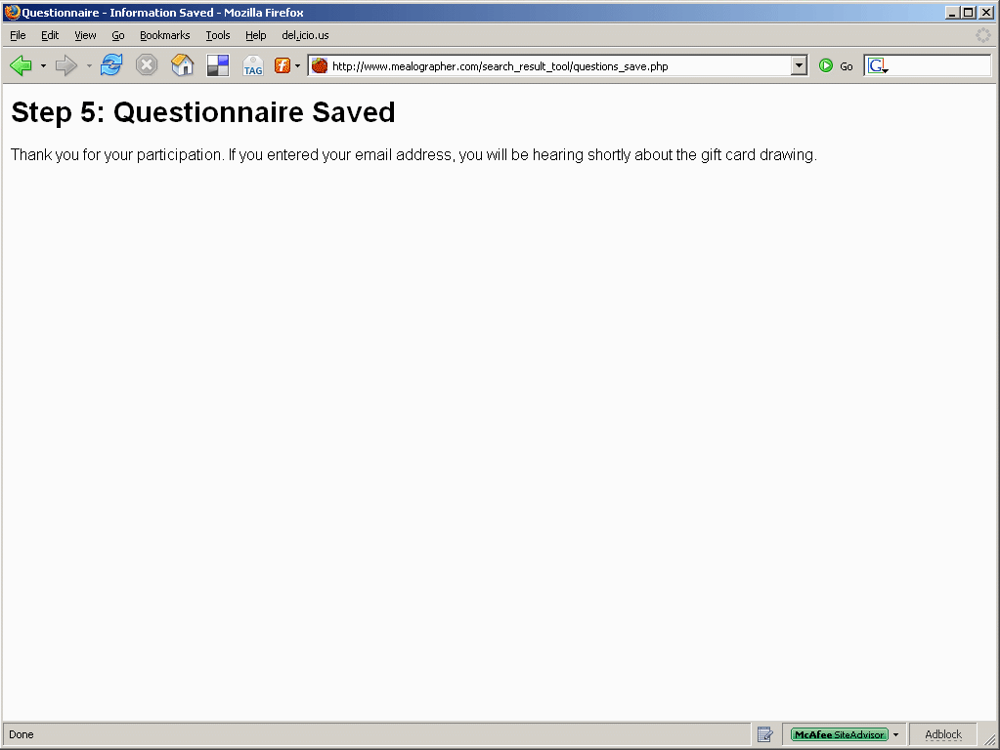 Questionnaire - Information Saved - Mozilla Firefox
File Edit View Go Bookmarks Tools Help del.icio.us
TAG http://www.mealographer.com/search_result_tool/questions_save.php Go G
Step 5: Questionnaire Saved
Thank you for your participation. If you entered your email address, you will be hearing shortly about the gift card drawing.
Done McAfee SiteAdvisor Adblock